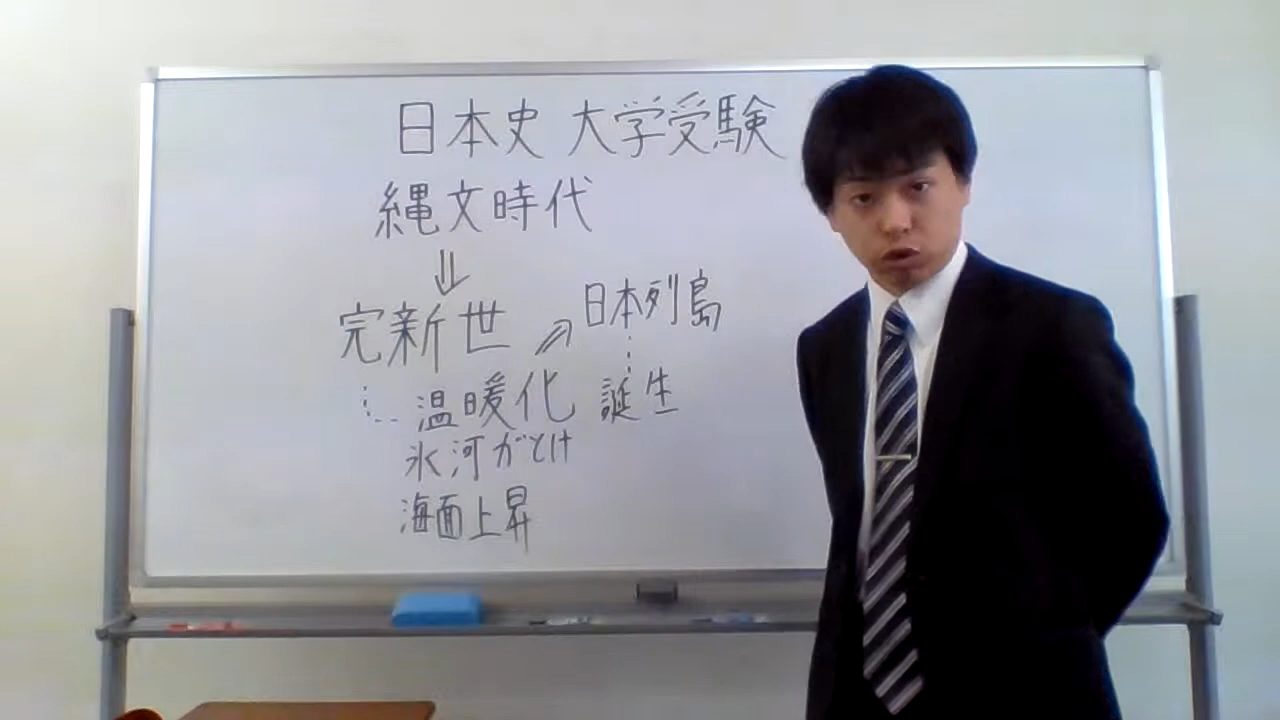 日本史 大学受験
縄文時代
⇓
完新世 ⇗ 日本列島
温暖化 誕生
氷河がとけ
海面上昇